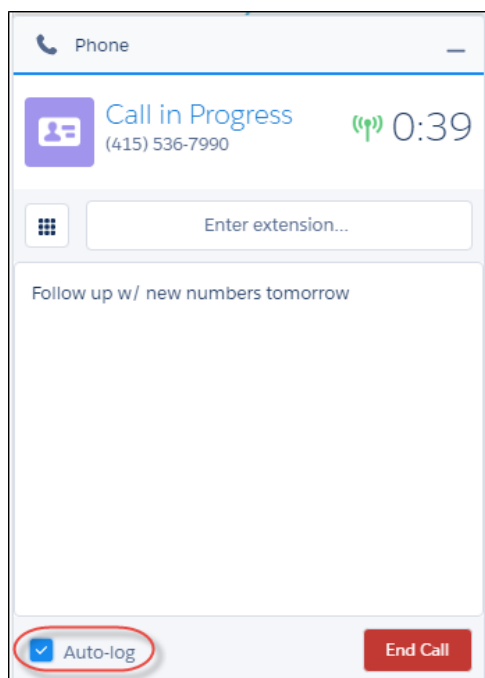 Phone
Call in Progress
(415) 536-7990
0:39
Enter extension...
Follow up w/ new numbers tomorrow
Auto-log
End Call